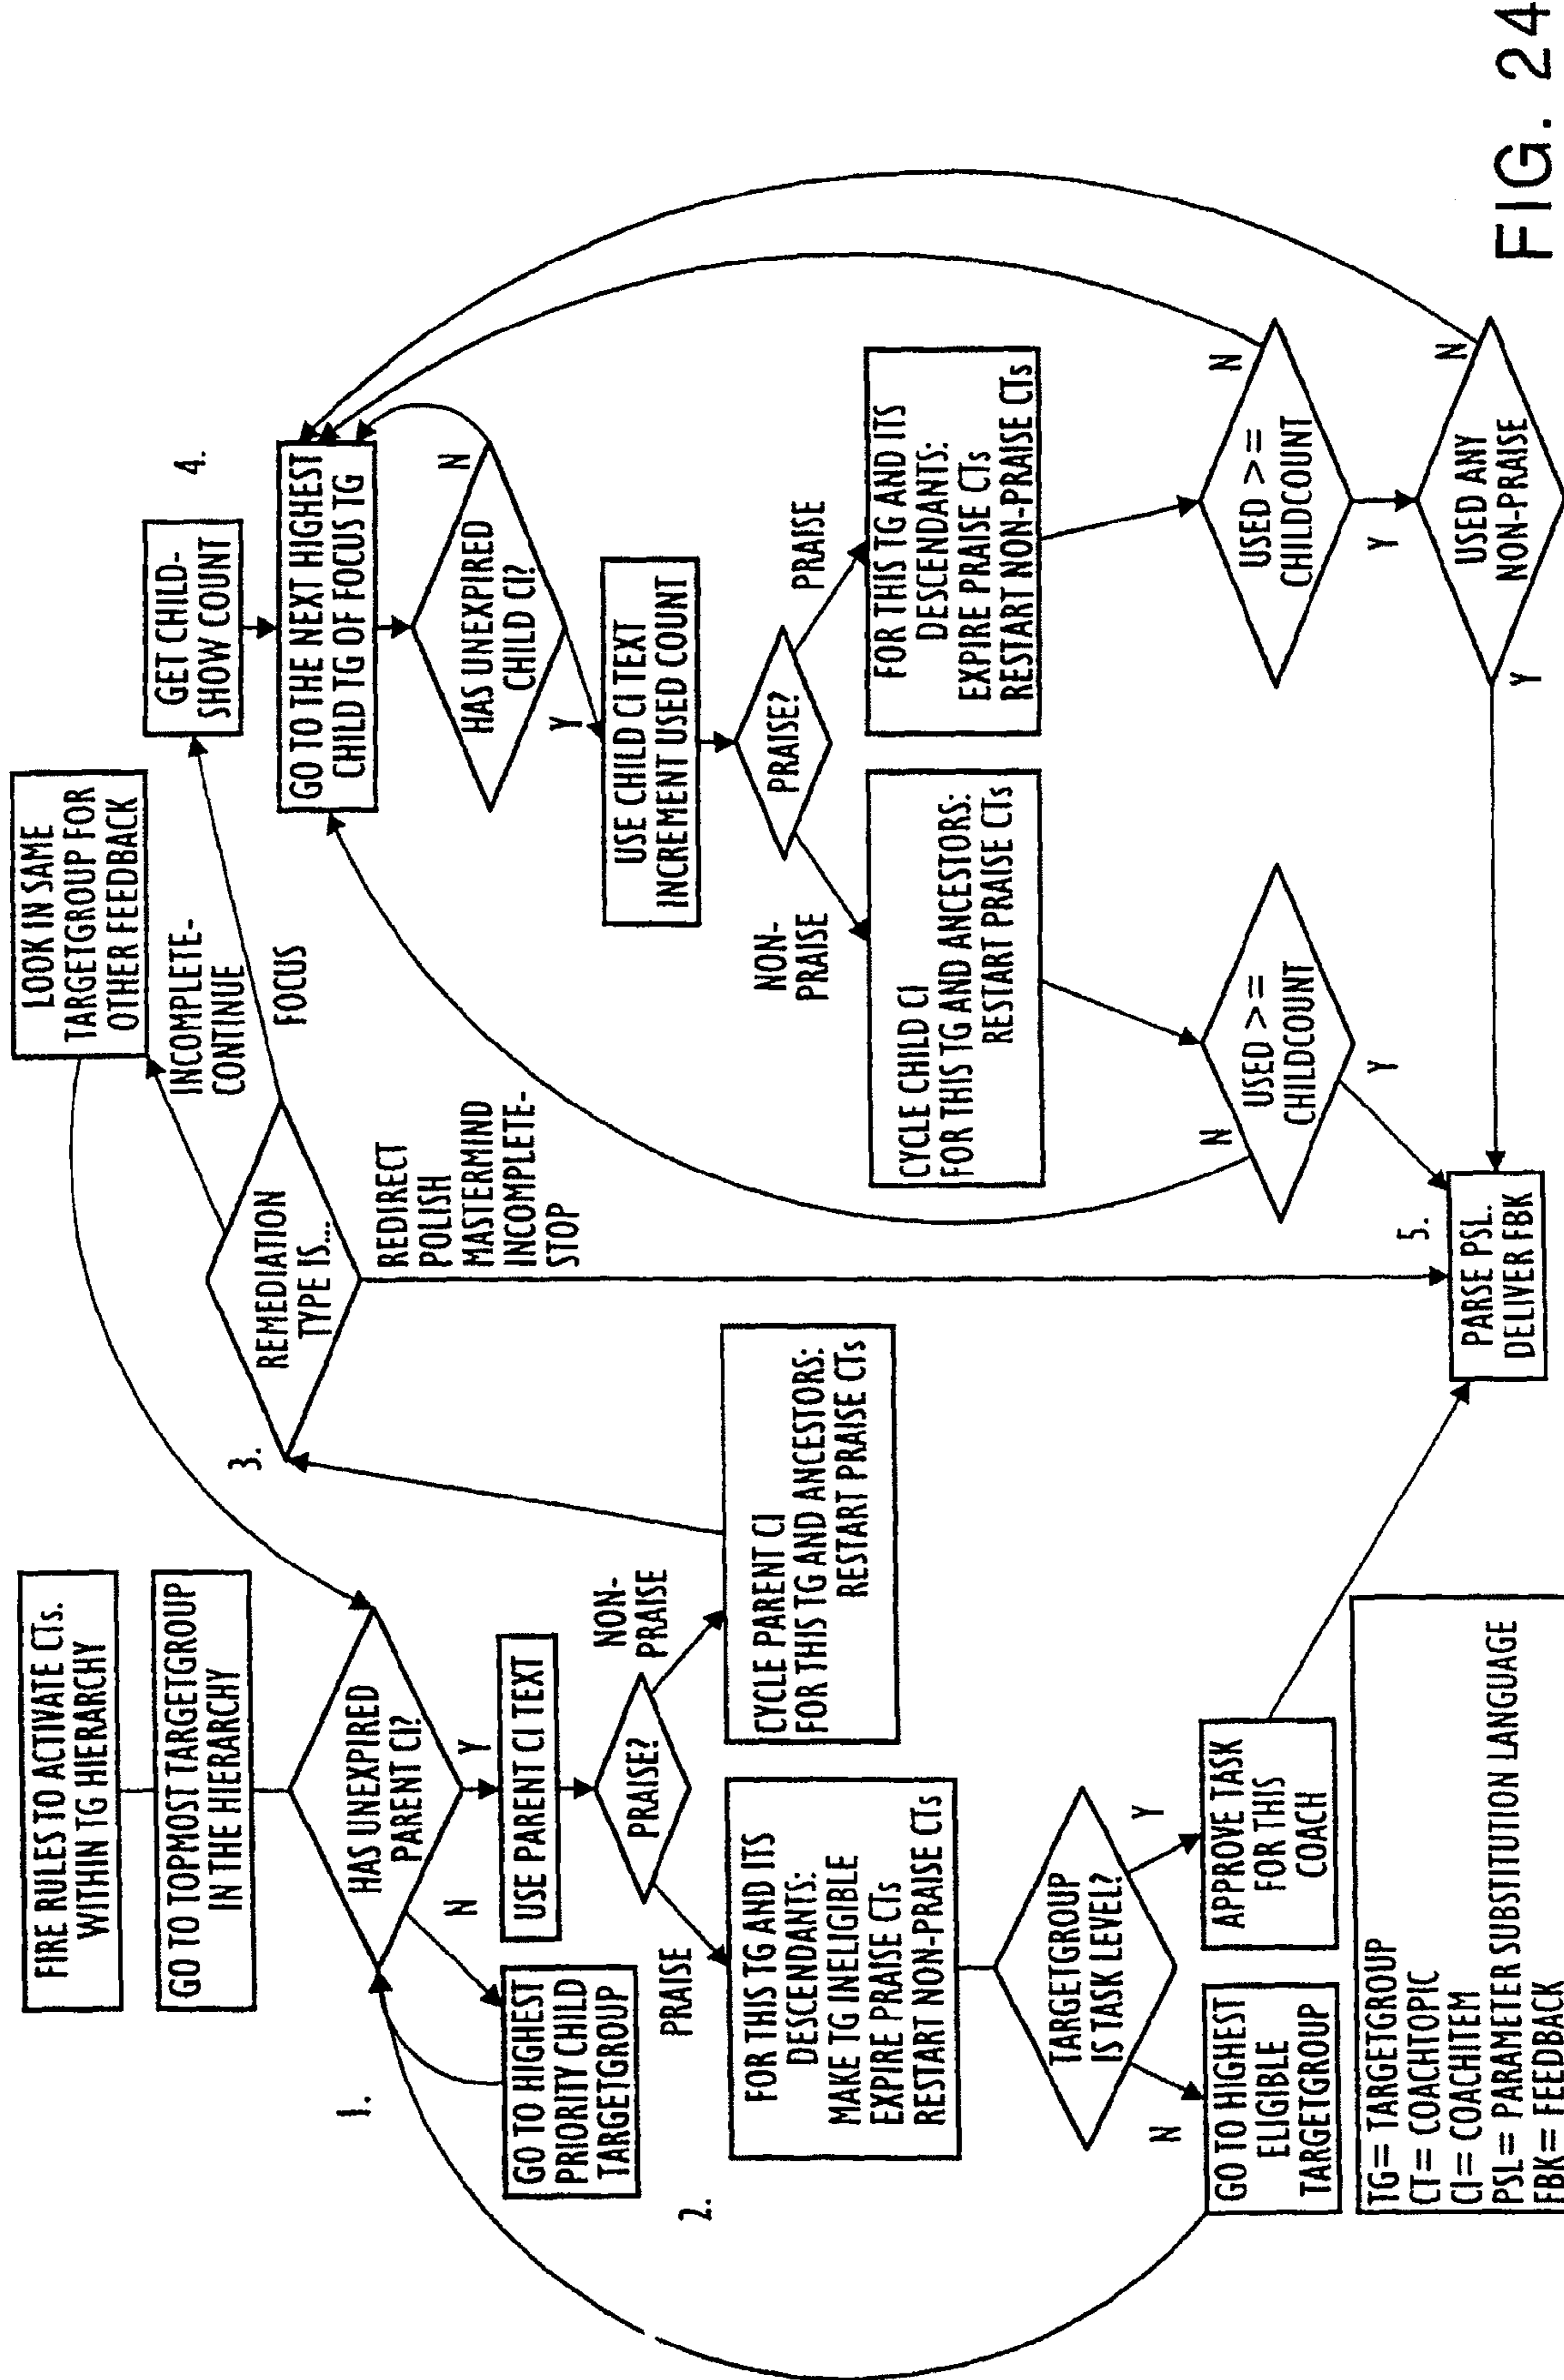 FIRE RULES TO ACTIVATE CTs.
WITHIN TG HIERARCHY
GO TO TOPMOST TARGETGROUP
IN THE HIERARCHY
1.
HAS UNEXPIRED
PARENT CI?
N
Y
GO TO HIGHEST
PRIORITY CHILD
TARGETGROUP
USE PARENT CI TEXT
2.
PRAISE?
PRAISE
NON-
PRAISE
FOR THIS TG AND ITS
DESCENDANTS:
MAKE TG INELIGIBLE
EXPIRE PRAISE CTs
RESTART NON-PRAISE CTs
CYCLE PARENT CI
FOR THIS TG AND ANCESTORS:
RESTART PRAISE CTs
TARGETGROUP
IS TASK LEVEL?
N
Y
GO TO HIGHEST
ELIGIBLE
TARGETGROUP
APPROVE TASK
FOR THIS
COACH
TG= TARGETGROUP
CT= COACHTOPIC
CI= COACHITEM
PSL= PARAMETER SUBSTITUTION LANGUAGE
FBK= FEEDBACK
3.
REMEDIATION
TYPE IS...
LOOK IN SAME
TARGETGROUP FOR
OTHER FEEDBACK
INCOMPLETE-
CONTINUE
FOCUS
REDIRECT
POLISH
MASTERMIND
INCOMPLETE-
STOP
GET CHILD-
SHOW COUNT
4.
GO TO THE NEXT HIGHEST
CHILD TG OF FOCUS TG
HAS UNEXPIRED
CHILD CI?
N
Y
USE CHILD CI TEXT
INCREMENT USED COUNT
PRAISE?
NON-
PRAISE
PRAISE
CYCLE CHILD CI
FOR THIS TG AND ANCESTORS:
RESTART PRAISE CTs
FOR THIS TG AND ITS
DESCENDANTS:
EXPIRE PRAISE CTs
RESTART NON-PRAISE CTs
USED >=
CHILDCOUNT
N
Y
USED >=
CHILDCOUNT
N
Y
USED ANY
NON-PRAISE
N
Y
5.
PARSE PSL.
DELIVER FBK
FIG. 24